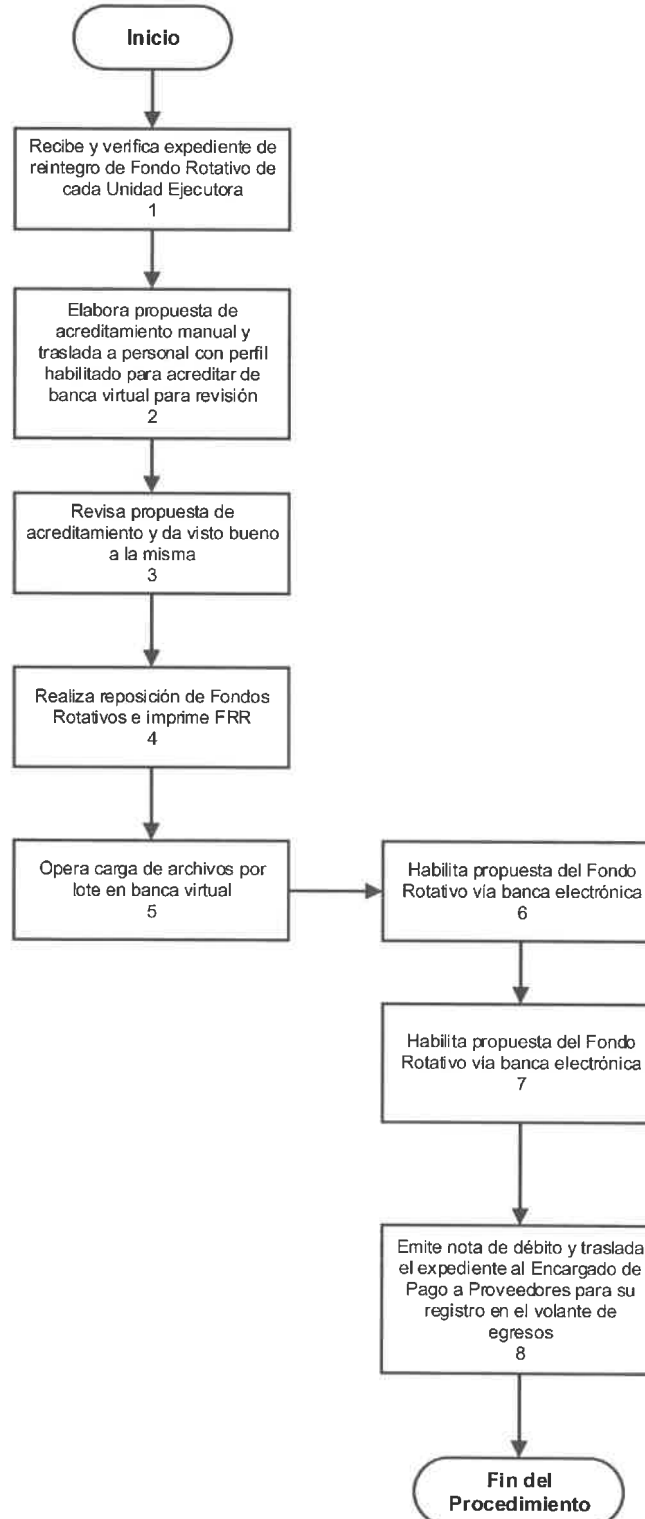 Inicio
Recibe y verifica expediente de
reintegro de Fondo Rotativo de
cada Unidad Ejecutora
1
Elabora propuesta de
acreditamiento manual y
traslada a personal con perfil
habilitado para acreditar de
banca virtual para revisión
2
Revisa propuesta de
acreditamiento y da visto bueno
a la misma
3
Realiza reposición de Fondos
Rotativos e imprime FRR
4
Opera carga de archivos por
lote en banca virtual
5
Habilita propuesta del Fondo
Rotativo vía banca electrónica
6
Habilita propuesta del Fondo
Rotativo vía banca electrónica
7
Emite nota de débito y traslada
el expediente al Encargado de
Pago a Proveedores para su
registro en el volante de
egresos
8
Fin del
Procedimiento